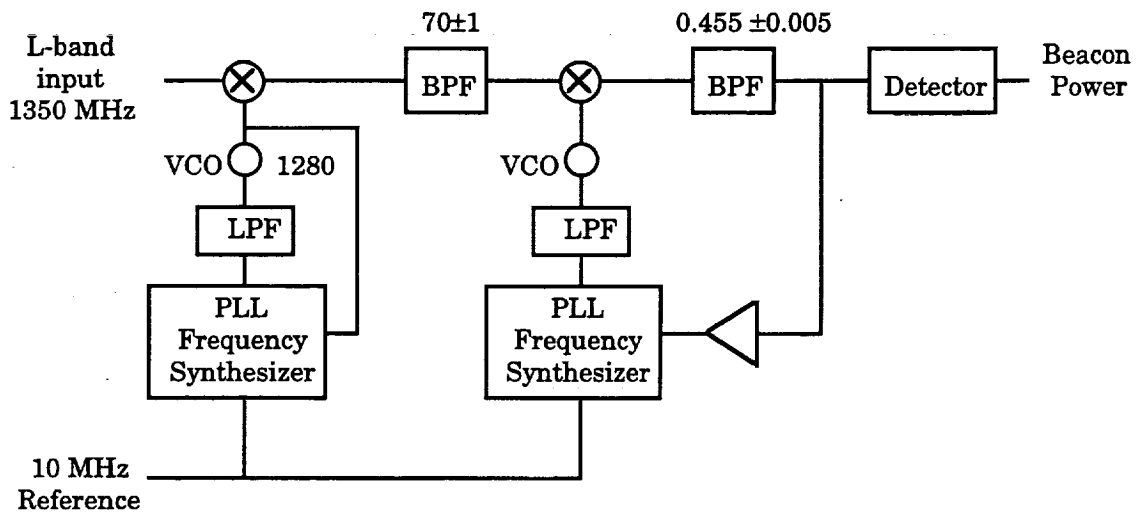 70±1
0.455 ±0.005
L-band
input
1350 MHz
BPF
BPF
Detector
Beacon
Power
VCO
1280
VCO
LPF
LPF
PLL
Frequency
Synthesizer
PLL
Frequency
Synthesizer
10 MHz
Reference